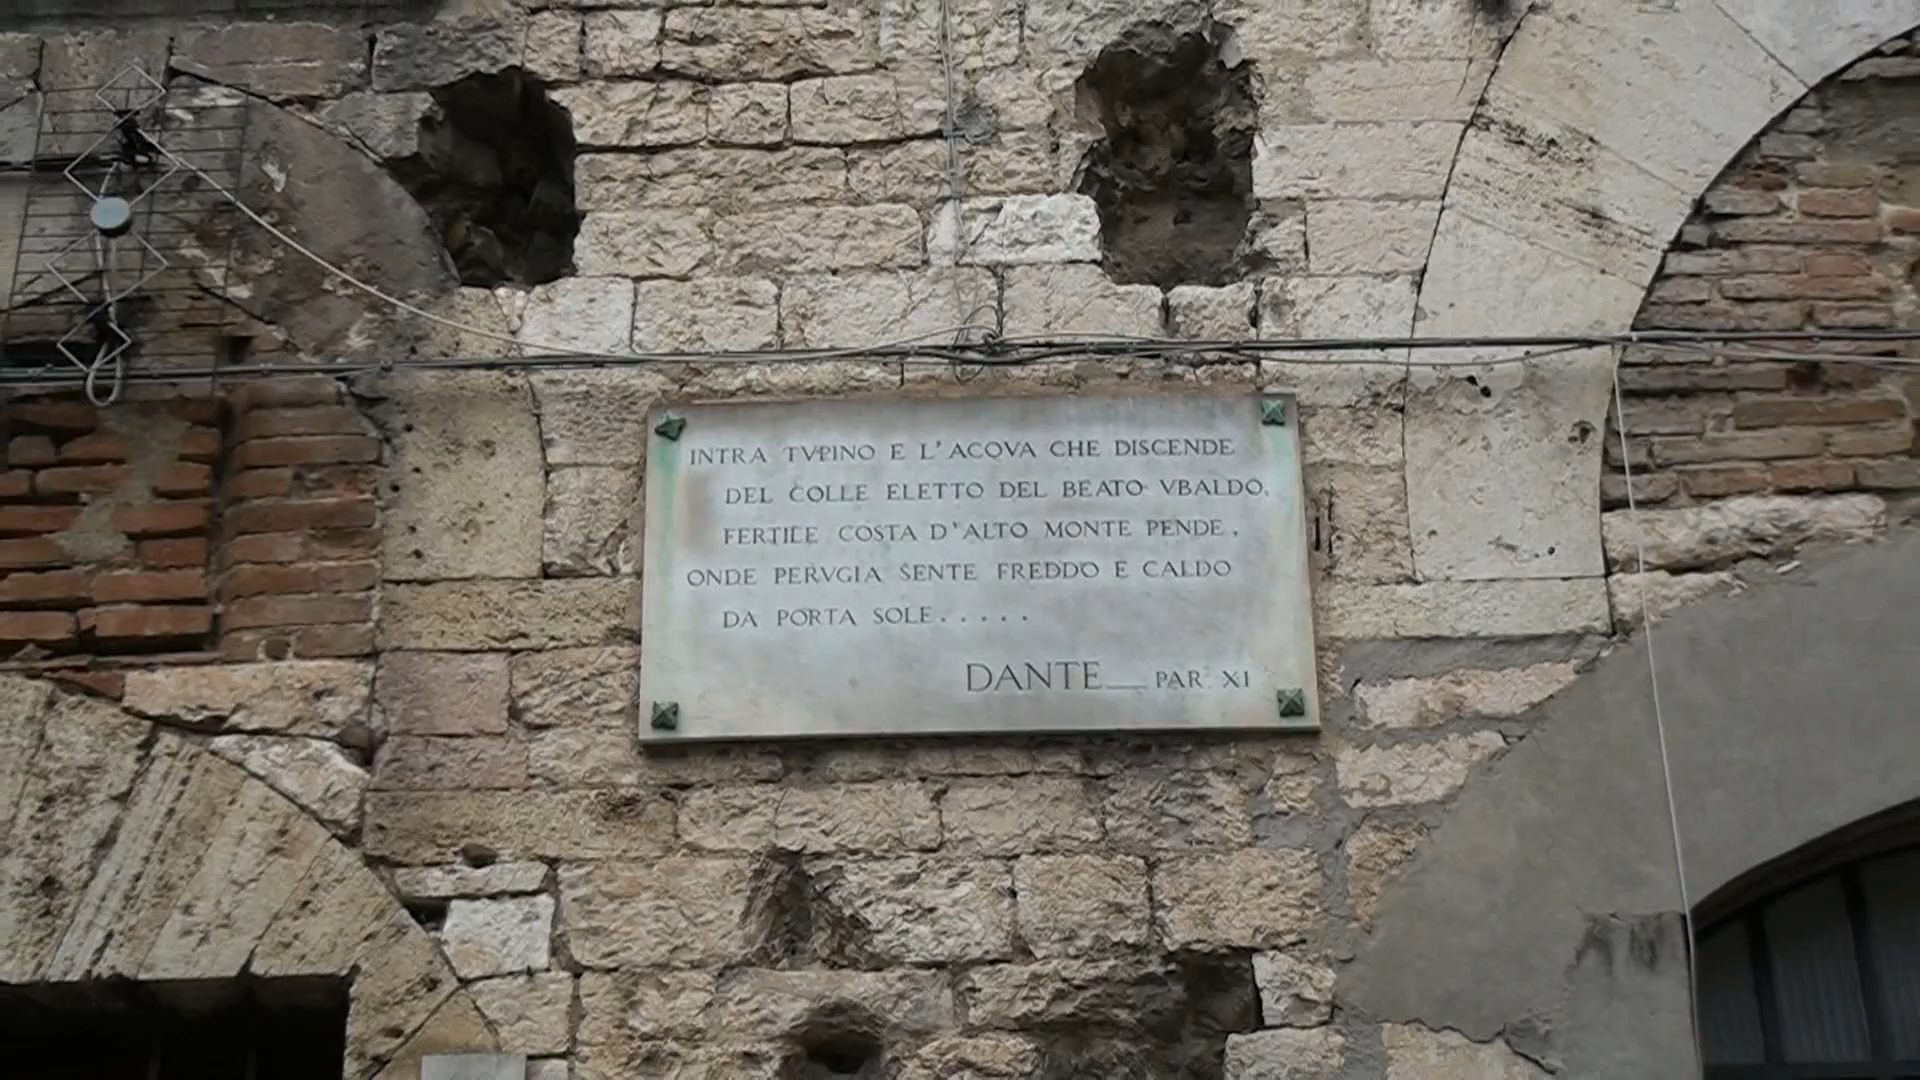 INTRA TVPINO E L'ACQVA CHE DISCENDE
DEL COLLE ELETTO DEL BEATO VBALDO,
FERTILE COSTA D'ALTO MONTE PENDE,
ONDE PERVGIA SENTE FREDDO E CALDO
DA PORTA SOLE.....
DANTE__ PAR. XI